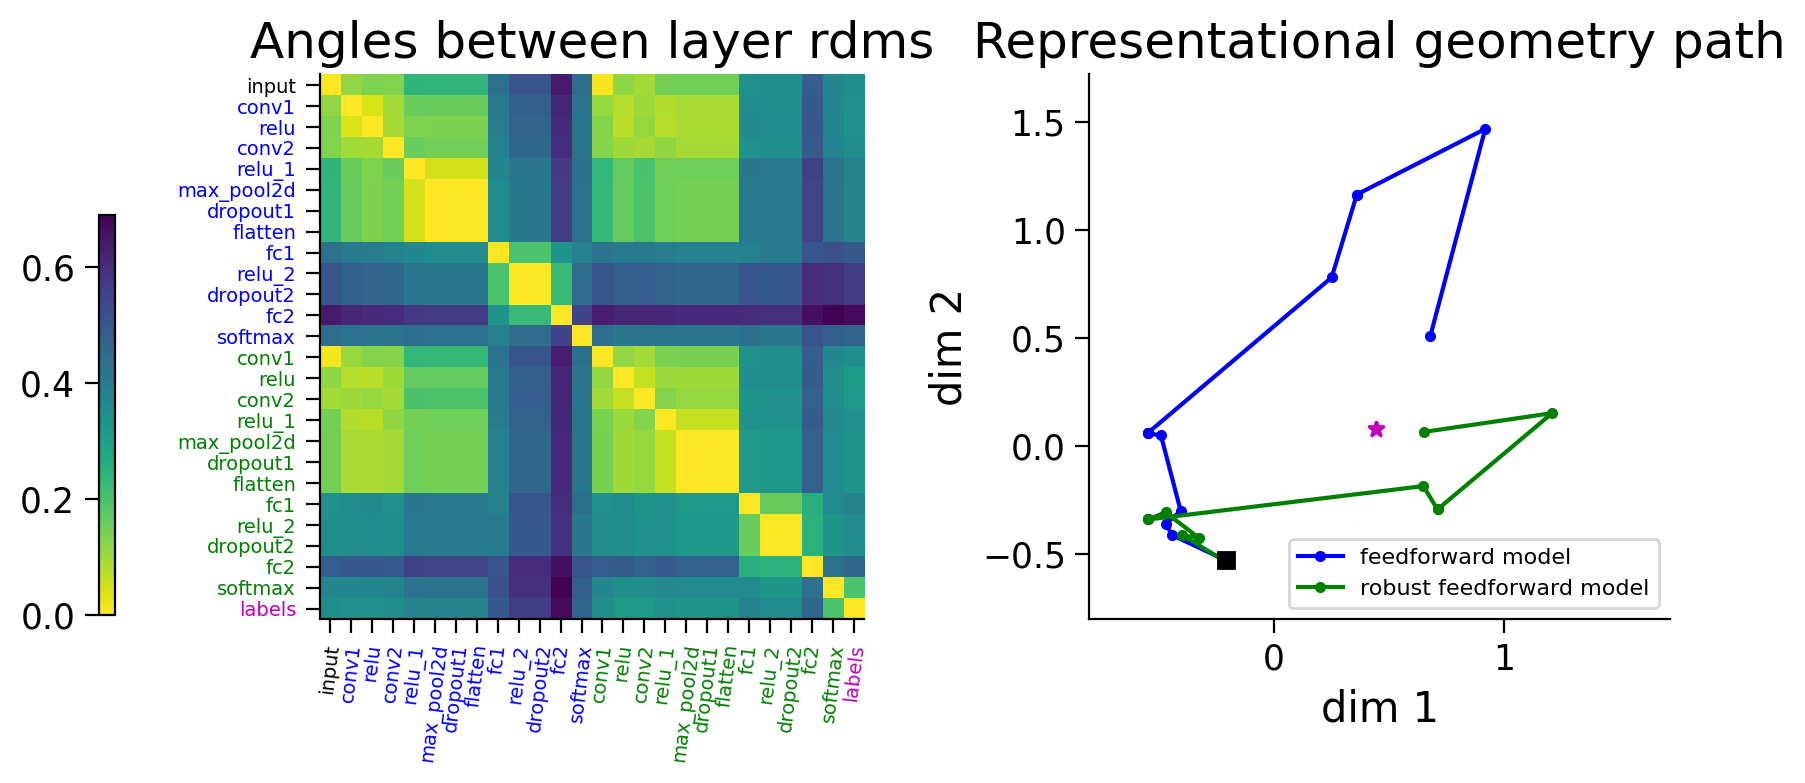 Angles between layer rdms
Representational geometry path
input
conv1
relu
conv2
relu_1
max_pool2d
dropout1
flatten
fc1
relu_2
dropout2
fc2
softmax
conv1
relu
conv2
relu_1
max_pool2d
dropout1
flatten
fc1
relu_2
dropout2
fc2
softmax
labels
0.6
0.4
0.2
0.0
input
conv1
relu
conv2
relu_1
max_pool2d
dropout1
flatten
fc1
relu_2
dropout2
fc2
softmax
conv1
relu
conv2
relu_1
max_pool2d
dropout1
flatten
fc1
relu_2
dropout2
fc2
softmax
labels
dim 2
1.5
1.0
0.5
0.0
−0.5
feedforward model
robust feedforward model
0
1
dim 1